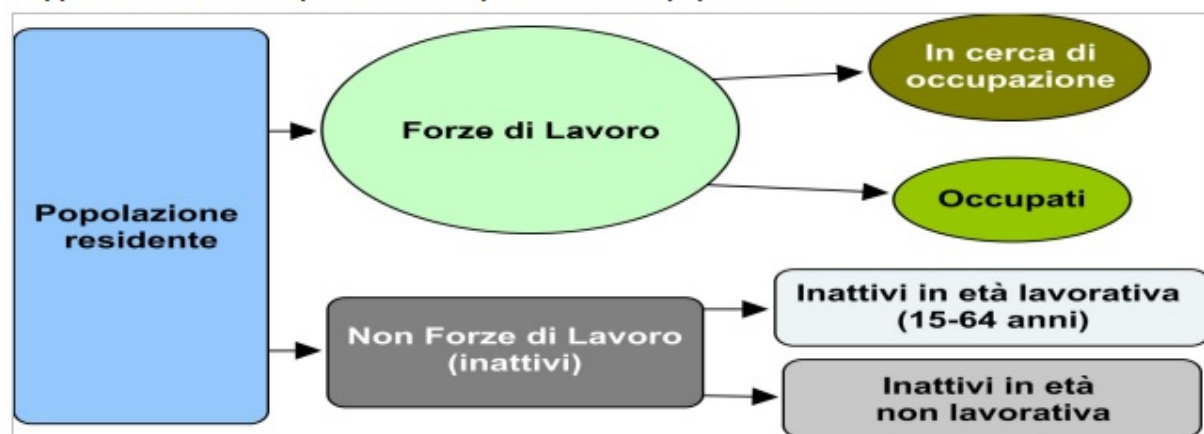 Popolazione
residente
Forze di Lavoro
In cerca di
occupazione
Occupati
Non Forze di Lavoro
(inattivi)
Inattivi in età lavorativa
(15-64 anni)
Inattivi in età
non lavorativa